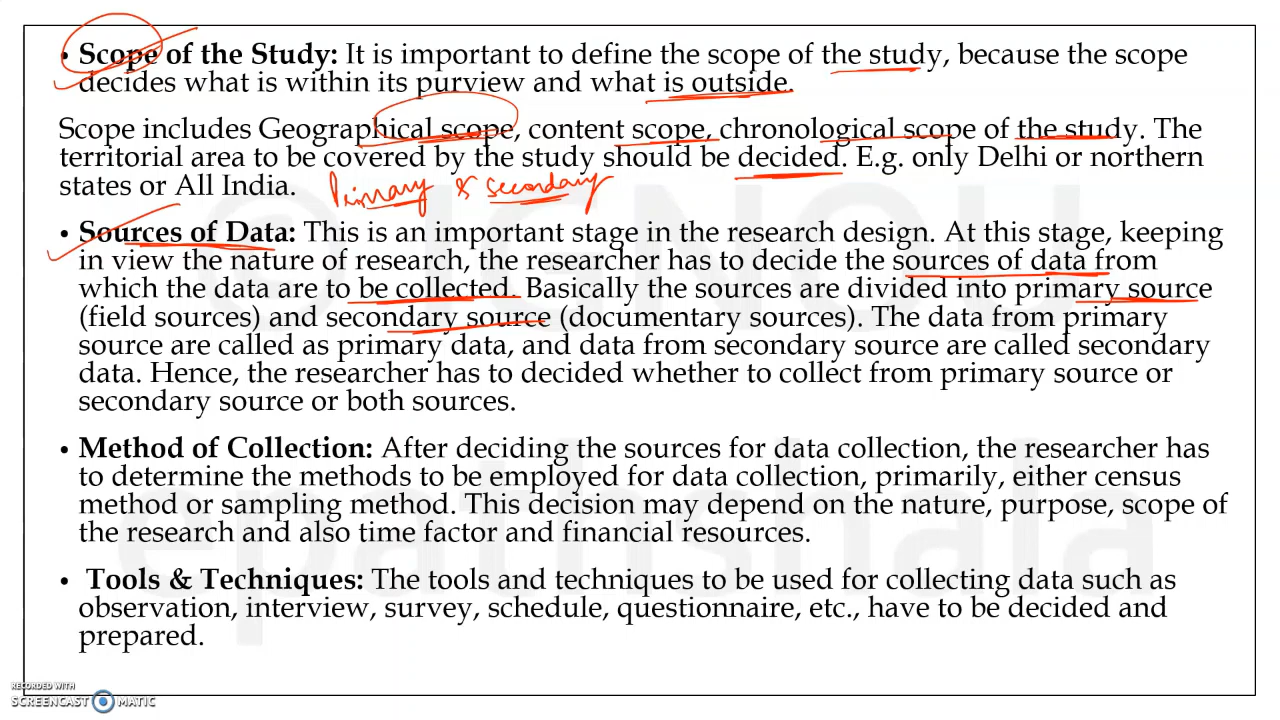 • Scope of the Study: It is important to define the scope of the study, because the scope
decides what is within its purview and what is outside.
Scope includes Geographical scope, content scope, chronological scope of the study. The
territorial area to be covered by the study should be decided. E.g. only Delhi or northern
states or All India.
Primary & secondary
• Sources of Data: This is an important stage in the research design. At this stage, keeping
in view the nature of research, the researcher has to decide the sources of data from
which the data are to be collected. Basically the sources are divided into primary source
(field sources) and secondary source (documentary sources). The data from primary
source are called as primary data, and data from secondary source are called secondary
data. Hence, the researcher has to decided whether to collect from primary source or
secondary source or both sources.
• Method of Collection: After deciding the sources for data collection, the researcher has
to determine the methods to be employed for data collection, primarily, either census
method or sampling method. This decision may depend on the nature, purpose, scope of
the research and also time factor and financial resources.
• Tools & Techniques: The tools and techniques to be used for collecting data such as
observation, interview, survey, schedule, questionnaire, etc., have to be decided and
prepared.
@IGNOU
epathshala
RECORDED WITH
SCREENCAST MATIC